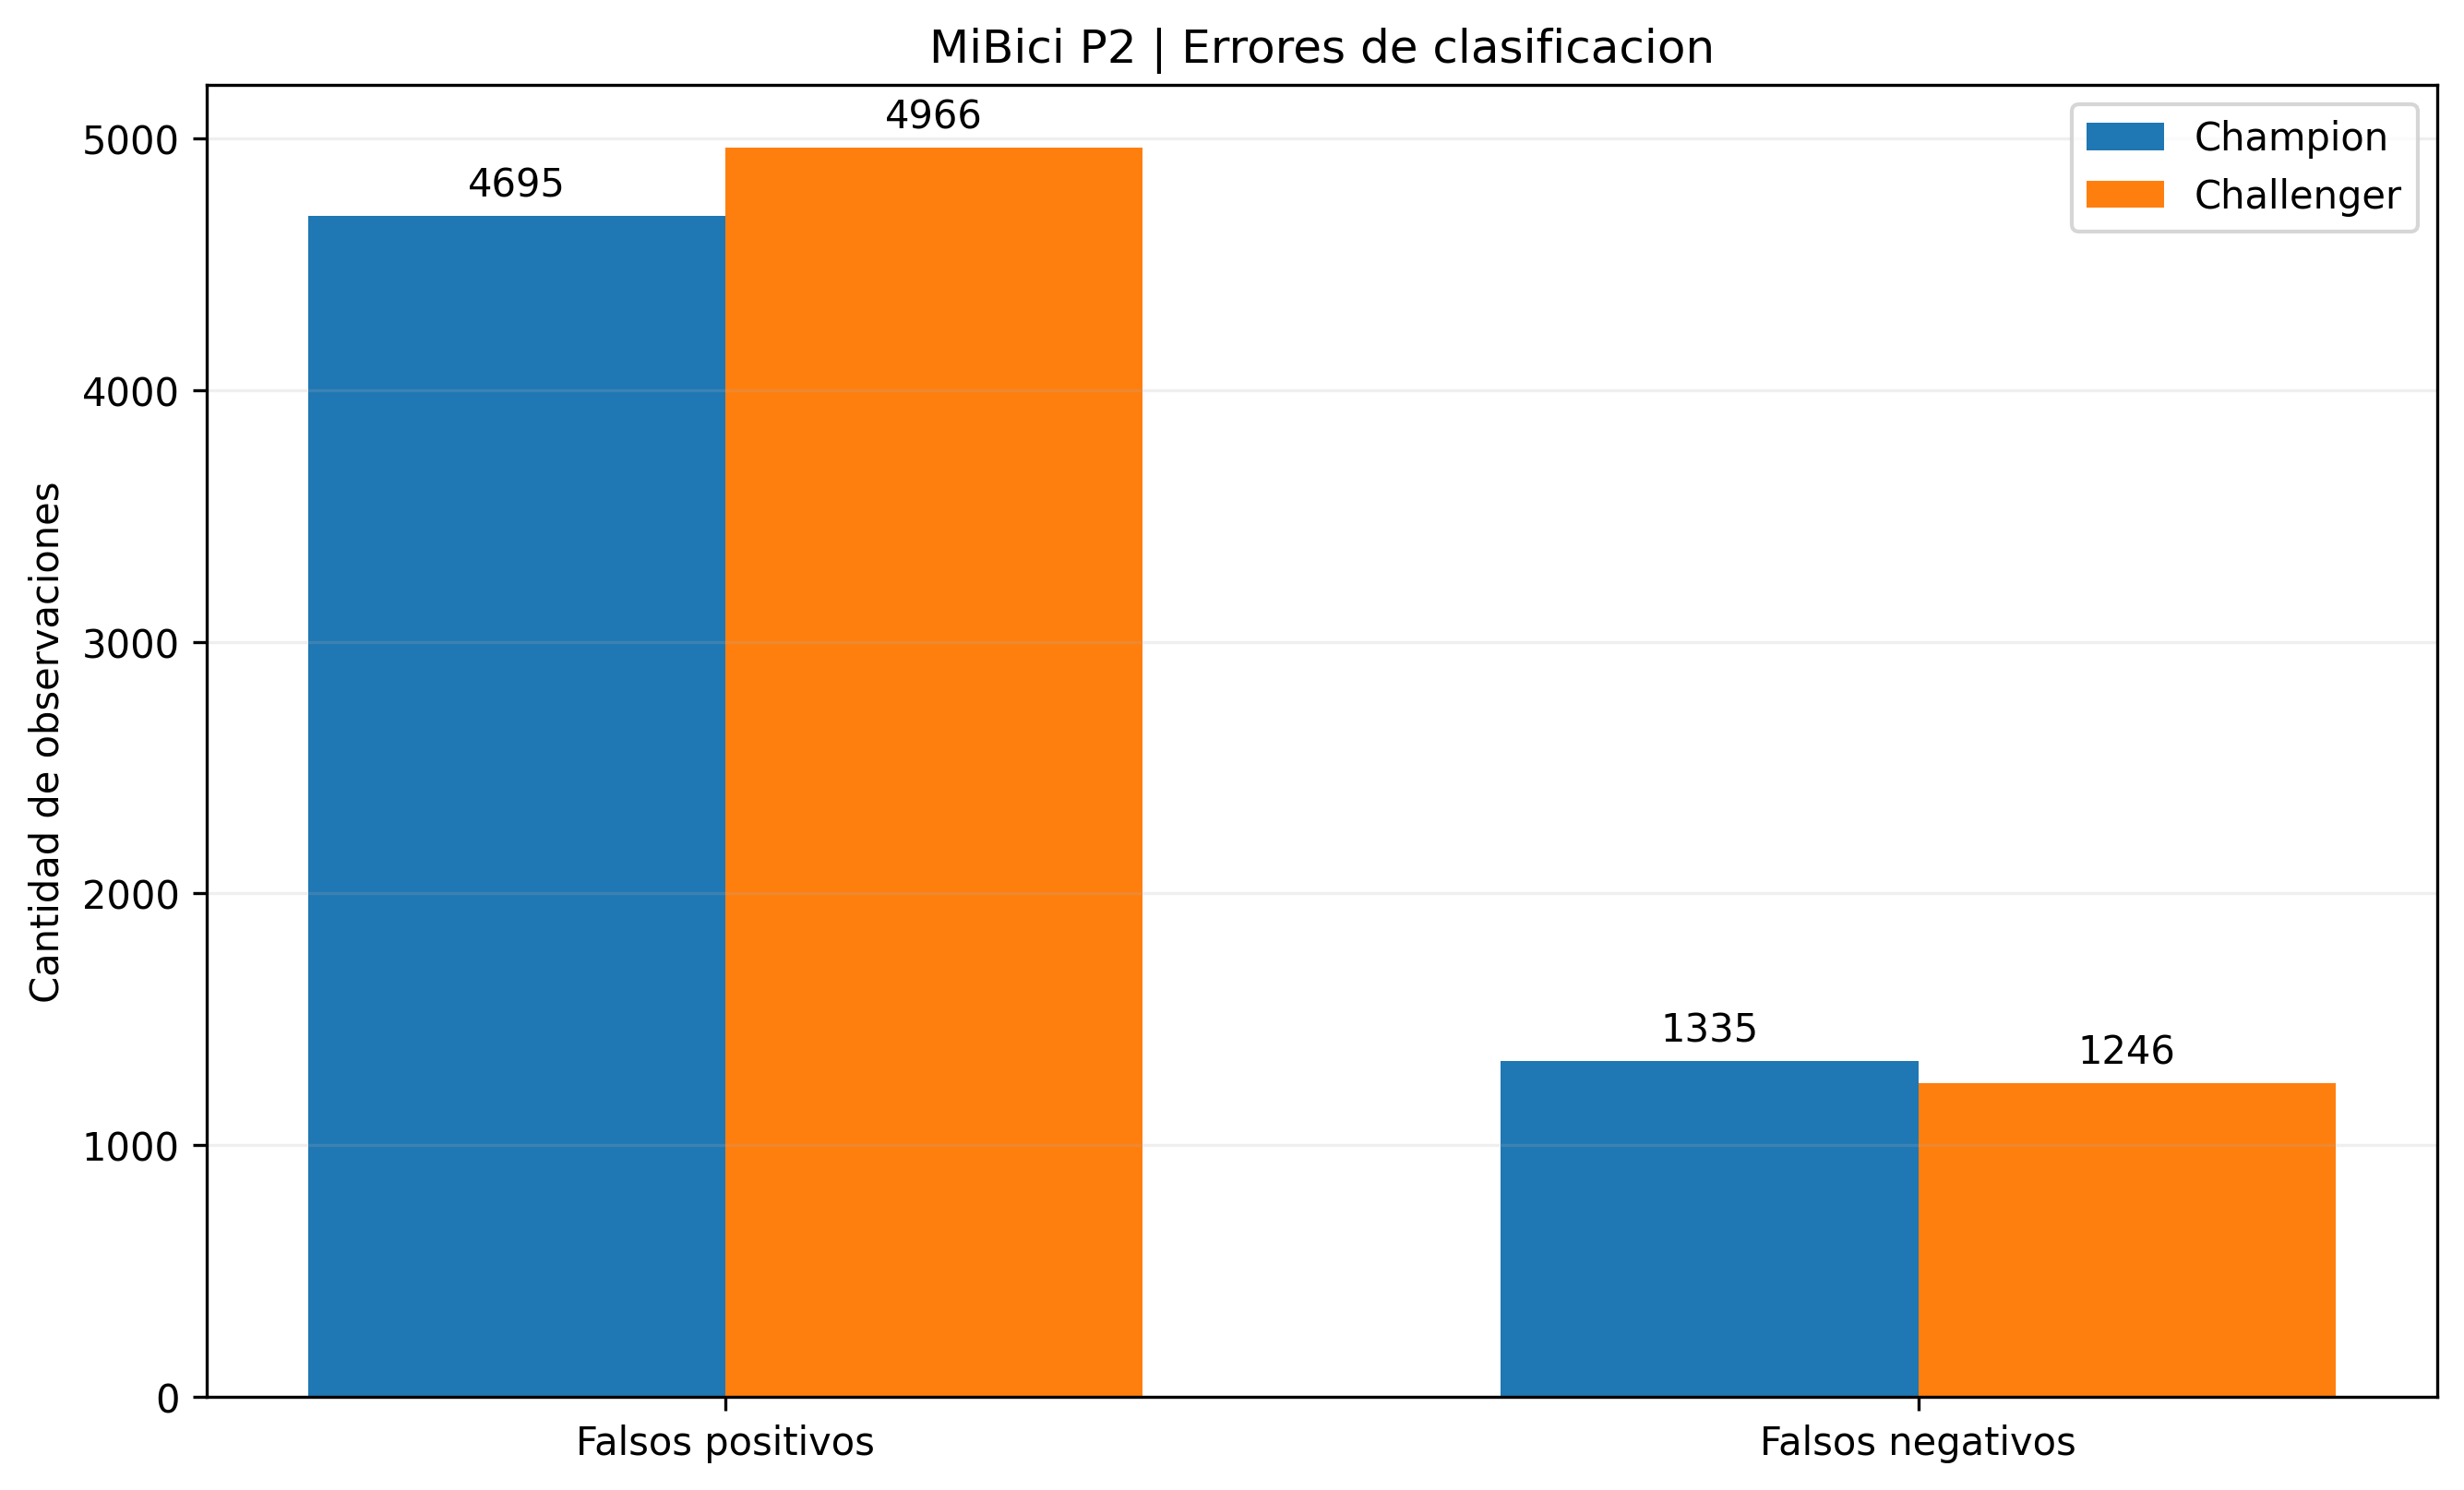 MiBici P2 | Errores de clasificacion
Champion
Challenger
Cantidad de observaciones
5000
4000
3000
2000
1000
0
4695
4966
1335
1246
Falsos positivos
Falsos negativos